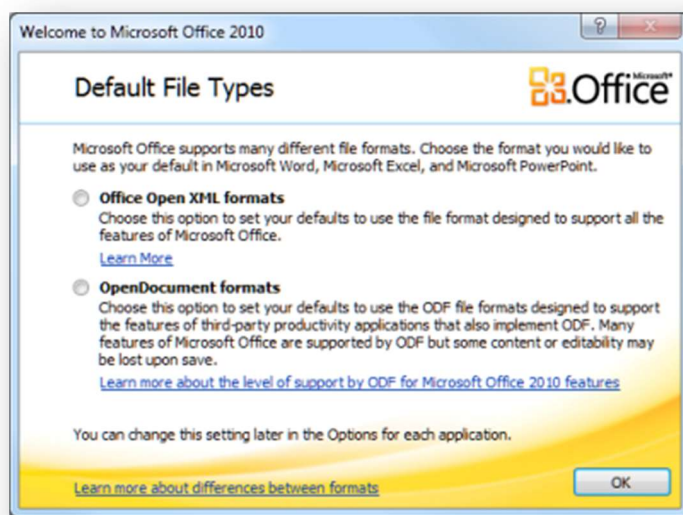 Welcome to Microsoft Office 2010
Default File Types
Microsoft®
Office
Microsoft Office supports many different file formats. Choose the format you would like to
use as your default in Microsoft Word, Microsoft Excel, and Microsoft PowerPoint.
Office Open XML formats
Choose this option to set your defaults to use the file format designed to support all the
features of Microsoft Office.
Learn More
OpenDocument formats
Choose this option to set your defaults to use the ODF file formats designed to support
the features of third-party productivity applications that also implement ODF. Many
features of Microsoft Office are supported by ODF but some content or editability may
be lost upon save.
Learn more about the level of support by ODF for Microsoft Office 2010 features
You can change this setting later in the Options for each application.
Learn more about differences between formats
OK